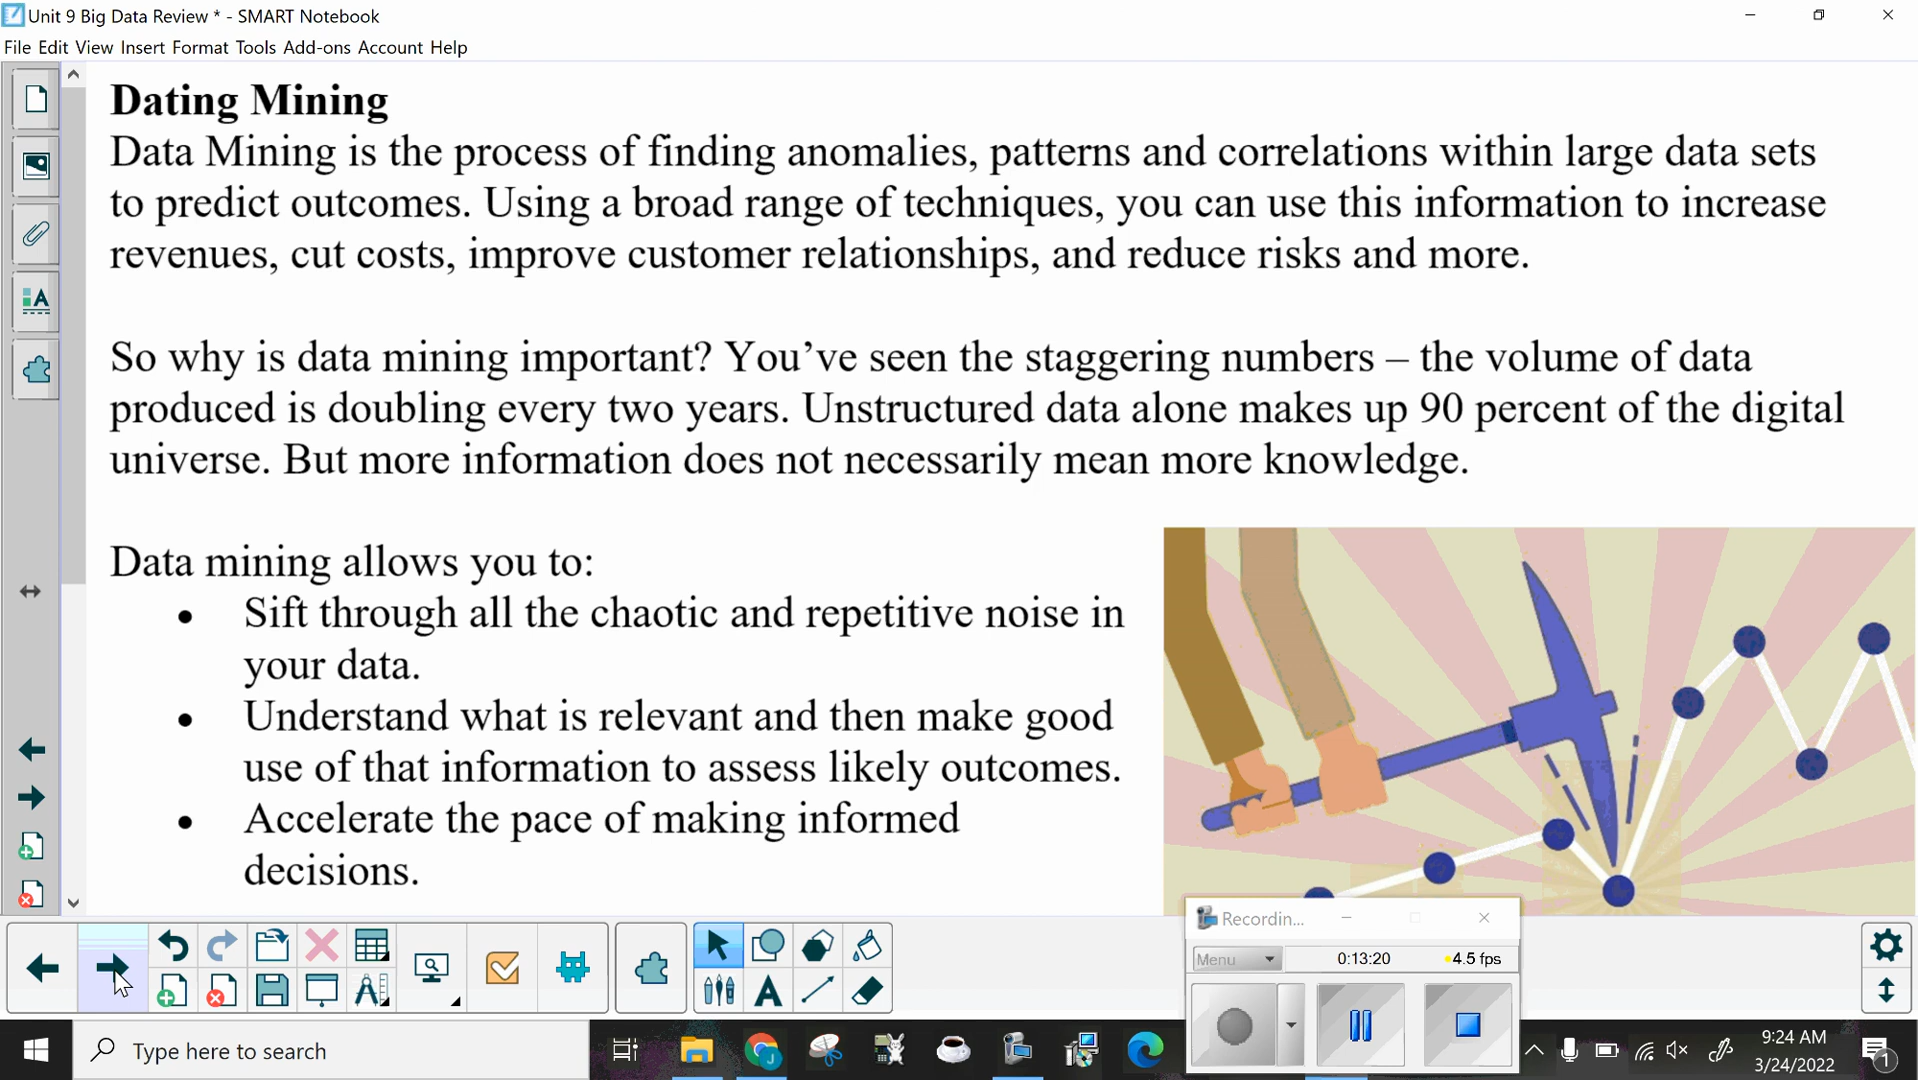 Unit 9 Big Data Review * - SMART Notebook
File Edit View Insert Format Tools Add-ons Account Help
Dating Mining
Data Mining is the process of finding anomalies, patterns and correlations within large data sets
to predict outcomes. Using a broad range of techniques, you can use this information to increase
revenues, cut costs, improve customer relationships, and reduce risks and more.
So why is data mining important? You’ve seen the staggering numbers – the volume of data
produced is doubling every two years. Unstructured data alone makes up 90 percent of the digital
universe. But more information does not necessarily mean more knowledge.
Data mining allows you to:
• Sift through all the chaotic and repetitive noise in
your data.
• Understand what is relevant and then make good
use of that information to assess likely outcomes.
• Accelerate the pace of making informed
decisions.
Recordin...
Menu 0:13:20 4.5 fps
Type here to search
9:24 AM
3/24/2022
1